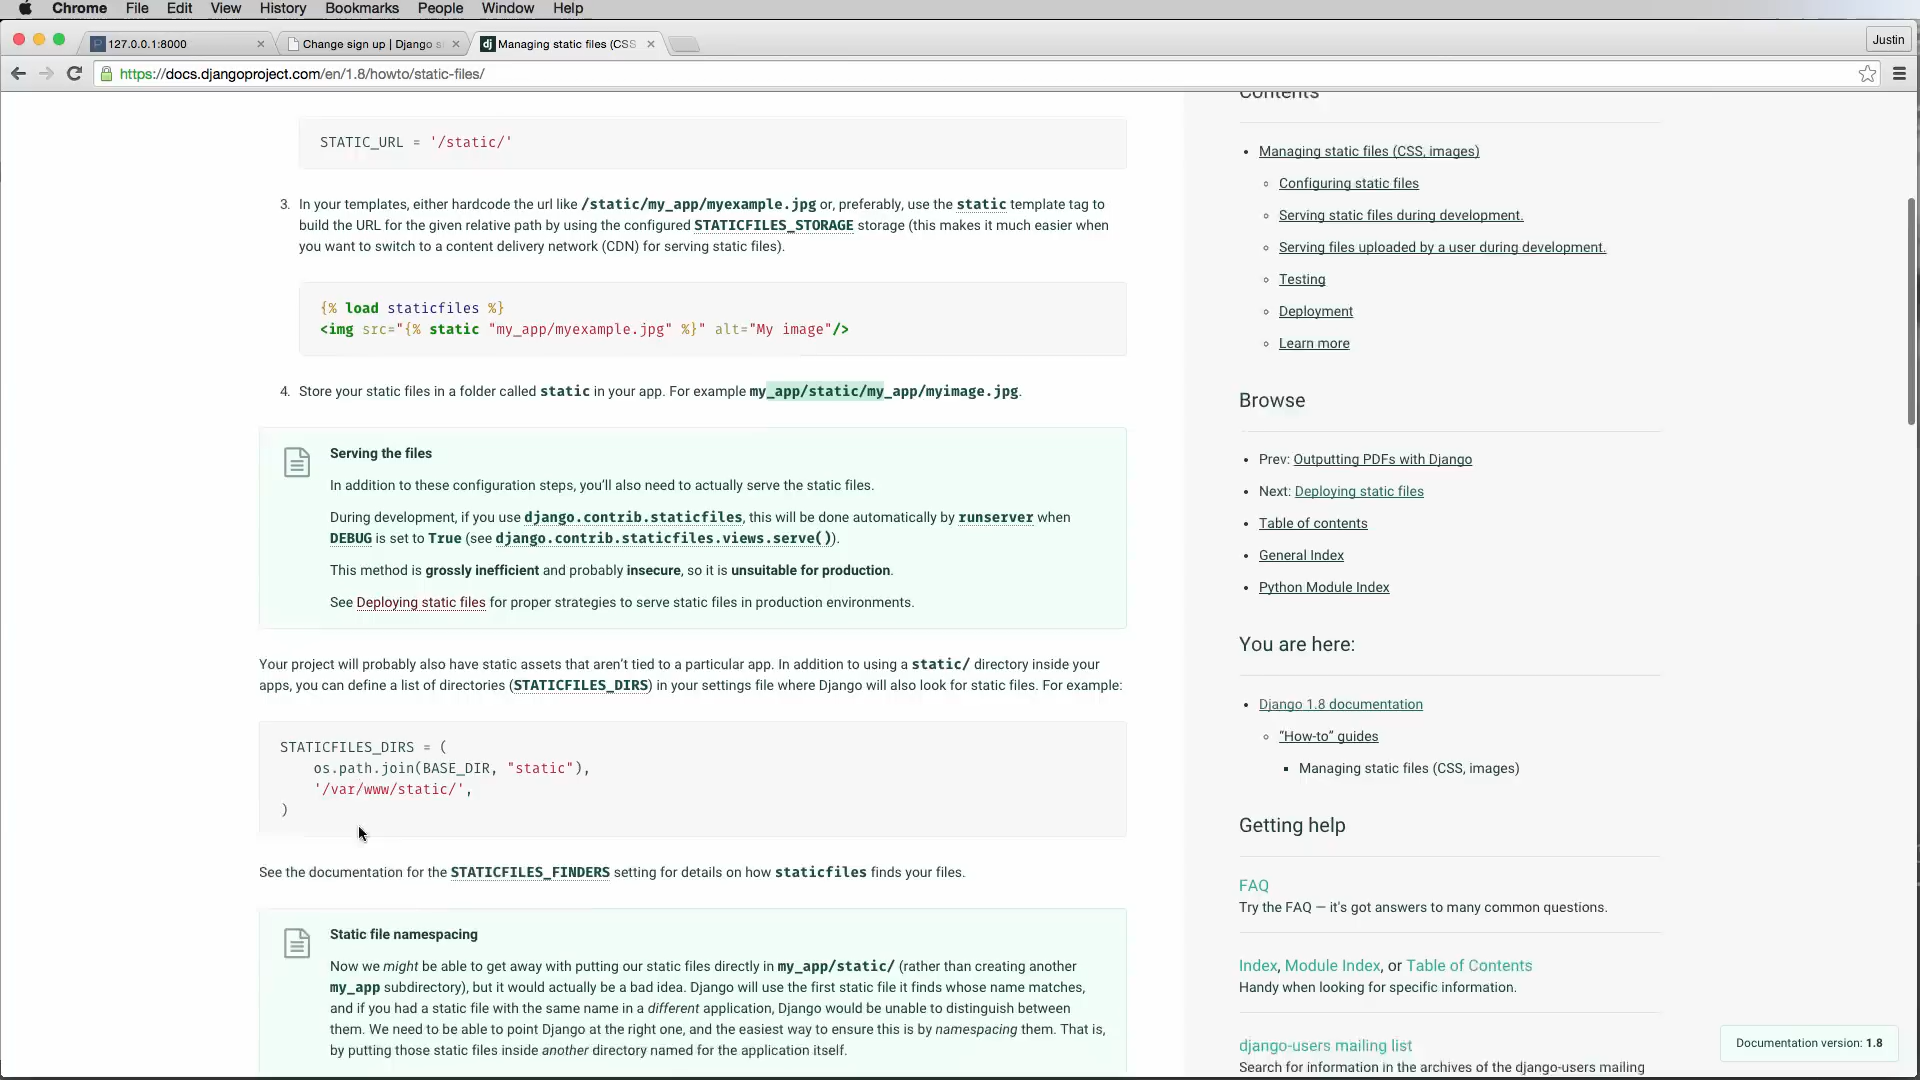 Chrome File Edit View History Bookmarks People Window Help
127.0.0.1:8000
Change sign up | Django s
Managing static files (CSS
Justin
https://docs.djangoproject.com/en/1.8/howto/static-files/
STATIC_URL = '/static/'
3. In your templates, either hardcode the url like /static/my_app/myexample.jpg or, preferably, use the static template tag to
build the URL for the given relative path by using the configured STATICFILES_STORAGE storage (this makes it much easier when
you want to switch to a content delivery network (CDN) for serving static files).
{% load staticfiles %}
<img src="{% static "my_app/myexample.jpg" %}" alt="My image"/>
4. Store your static files in a folder called static in your app. For example my_app/static/my_app/myimage.jpg.
Serving the files
In addition to these configuration steps, you'll also need to actually serve the static files.
During development, if you use django.contrib.staticfiles, this will be done automatically by runserver when
DEBUG is set to True (see django.contrib.staticfiles.views.serve()).
This method is grossly inefficient and probably insecure, so it is unsuitable for production.
See Deploying static files for proper strategies to serve static files in production environments.
Your project will probably also have static assets that aren't tied to a particular app. In addition to using a static/ directory inside your
apps, you can define a list of directories (STATICFILES_DIRS) in your settings file where Django will also look for static files. For example:
STATICFILES_DIRS = (
    os.path.join(BASE_DIR, "static"),
    '/var/www/static/',
)
See the documentation for the STATICFILES_FINDERS setting for details on how staticfiles finds your files.
Static file namespacing
Now we might be able to get away with putting our static files directly in my_app/static/ (rather than creating another
my_app subdirectory), but it would actually be a bad idea. Django will use the first static file it finds whose name matches,
and if you had a static file with the same name in a different application, Django would be unable to distinguish between
them. We need to be able to point Django at the right one, and the easiest way to ensure this is by namespacing them. That is,
by putting those static files inside another directory named for the application itself.
Contents
Managing static files (CSS, images)
Configuring static files
Serving static files during development.
Serving files uploaded by a user during development.
Testing
Deployment
Learn more
Browse
Prev: Outputting PDFs with Django
Next: Deploying static files
Table of contents
General Index
Python Module Index
You are here:
Django 1.8 documentation
“How-to” guides
Managing static files (CSS, images)
Getting help
FAQ
Try the FAQ — it's got answers to many common questions.
Index, Module Index, or Table of Contents
Handy when looking for specific information.
django-users mailing list
Search for information in the archives of the django-users mailing
Documentation version: 1.8